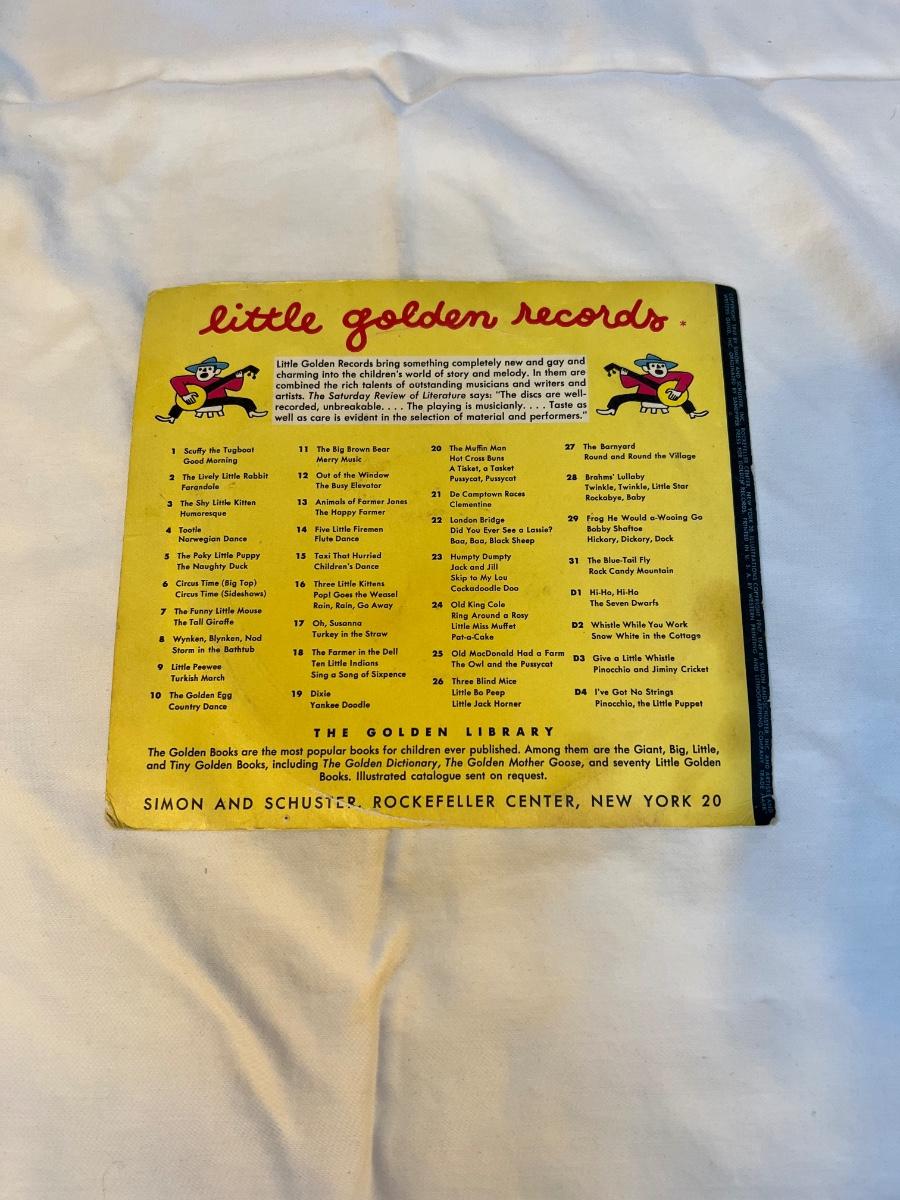 little golden records *
Little Golden Records bring something completely new and gay and
charming into the children's world of story and melody. In them are
combined the rich talents of outstanding musicians and writers and
artists. The Saturday Review of Literature says: "The discs are well-
recorded, unbreakable. . . . The playing is musicianly. . . . Taste as
well as care is evident in the selection of material and performers."
1 Scuffy the Tugboat
Good Morning
2 The Lively Little Rabbit
Farandole
3 The Shy Little Kitten
Humoresque
4 Tootle
Norwegian Dance
5 The Poky Little Puppy
The Naughty Duck
6 Circus Time (Big Top)
Circus Time (Sideshows)
7 The Funny Little Mouse
The Tall Giraffe
8 Wynken, Blynken, Nod
Storm in the Bathtub
9 Little Peewee
Turkish March
10 The Golden Egg
Country Dance
11 The Big Brown Bear
Merry Music
12 Out of the Window
The Busy Elevator
13 Animals of Farmer Jones
The Happy Farmer
14 Five Little Firemen
Flute Dance
15 Taxi That Hurried
Children's Dance
16 Three Little Kittens
Pop! Goes the Weasel
Rain, Rain, Go Away
17 Oh, Susanna
Turkey in the Straw
18 The Farmer in the Dell
Ten Little Indians
Sing a Song of Sixpence
19 Dixie
Yankee Doodle
20 The Muffin Man
Hot Cross Buns
A Tisket, a Tasket
Pussycat, Pussycat
21 De Camptown Races
Clementine
22 London Bridge
Did You Ever See a Lassie?
Baa, Baa, Black Sheep
23 Humpty Dumpty
Jack and Jill
Skip to My Lou
Cockadoodle Doo
24 Old King Cole
Ring Around a Rosy
Little Miss Muffet
Pat-a-Cake
25 Old MacDonald Had a Farm
The Owl and the Pussycat
26 Three Blind Mice
Little Bo Peep
Little Jack Horner
27 The Barnyard
Round and Round the Village
28 Brahms' Lullaby
Twinkle, Twinkle, Little Star
Rockabye, Baby
29 Frog He Would a-Wooing Go
Bobby Shaftoe
Hickory, Dickory, Dock
31 The Blue-Tail Fly
Rock Candy Mountain
D1 Hi-Ho, Hi-Ho
The Seven Dwarfs
D2 Whistle While You Work
Snow White in the Cottage
D3 Give a Little Whistle
Pinocchio and Jiminy Cricket
D4 I've Got No Strings
Pinocchio, the Little Puppet
THE GOLDEN LIBRARY
The Golden Books are the most popular books for children ever published. Among them are the Giant, Big, Little,
and Tiny Golden Books, including The Golden Dictionary, The Golden Mother Goose, and seventy Little Golden
Books. Illustrated catalogue sent on request.
SIMON AND SCHUSTER, ROCKEFELLER CENTER, NEW YORK 20